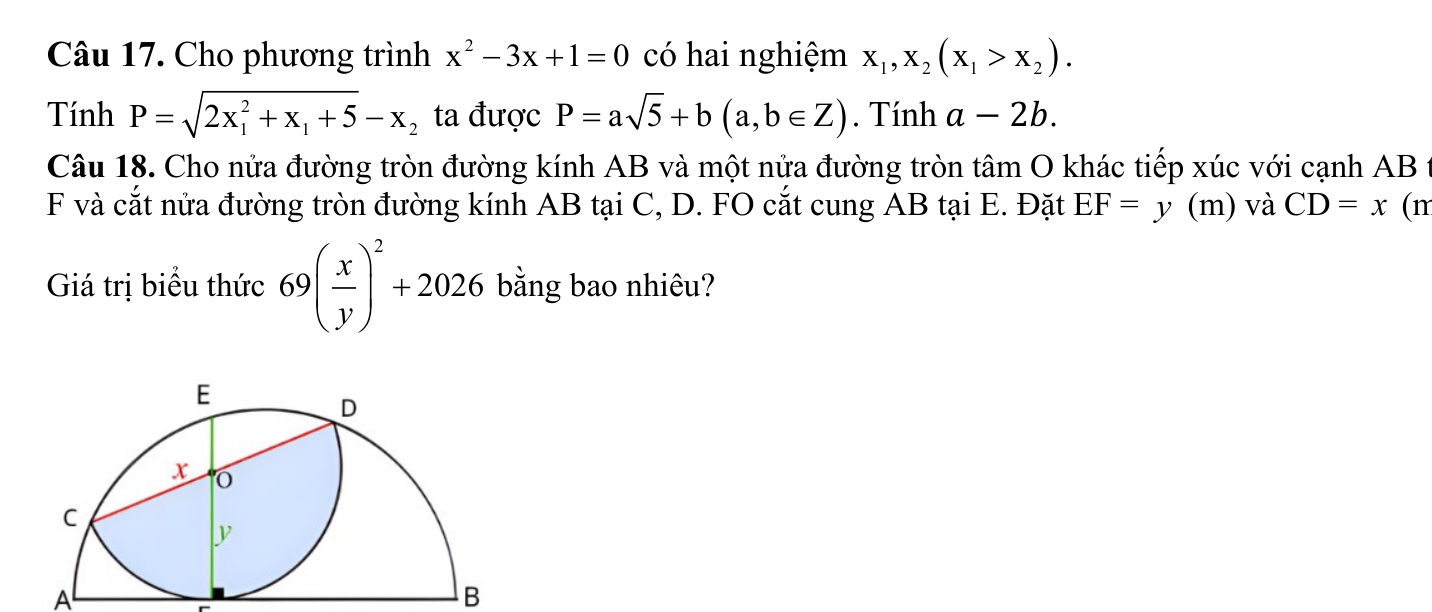 Câu 17. Cho phương trình x² − 3x + 1 = 0 có hai nghiệm x₁, x₂ (x₁ > x₂).
Tính P = √(2x₁² + x₁ + 5) − x₂ ta được P = a√5 + b (a, b ∈ Z). Tính a − 2b.
Câu 18. Cho nửa đường tròn đường kính AB và một nửa đường tròn tâm O khác tiếp xúc với cạnh AB
F và cắt nửa đường tròn đường kính AB tại C, D. FO cắt cung AB tại E. Đặt EF = y (m) và CD = x
Giá trị biểu thức 69(x/y)² + 2026 bằng bao nhiêu?
E
D
x
O
C
y
A
B